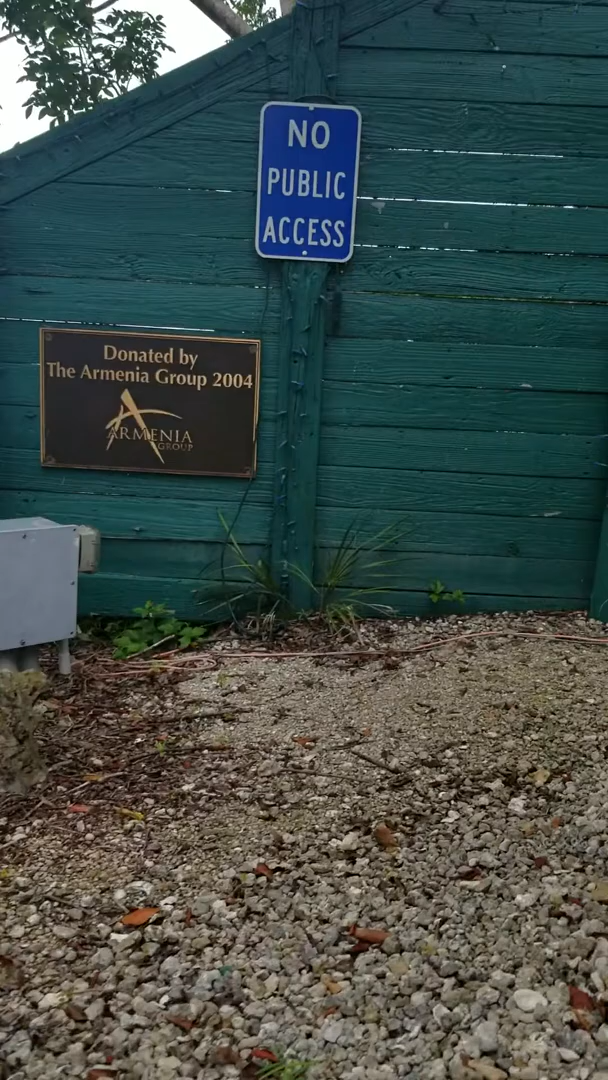 NO
PUBLIC
ACCESS
Donated by
The Armenia Group 2004
ARMENIA
GROUP